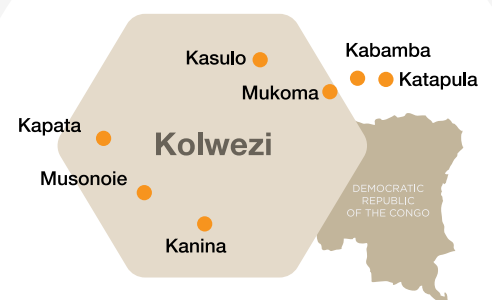 Kabamba
Kasulo
Katapula
Mukoma
Kapata
Kolwezi
Musonoie
DEMOCRATIC
REPUBLIC
OF THE CONGO
Kanina